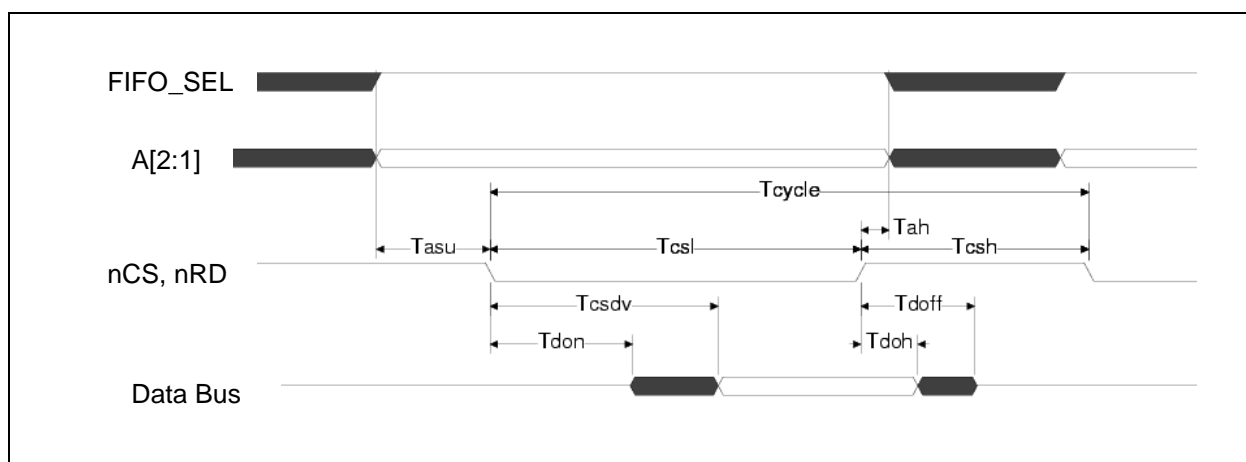 FIFO_SEL
A[2:1]
Tcycle
Tah
Tasu
Tcsl
Tcsh
nCS, nRD
Tcsdv
Tdoff
Tdon
Tdoh
Data Bus